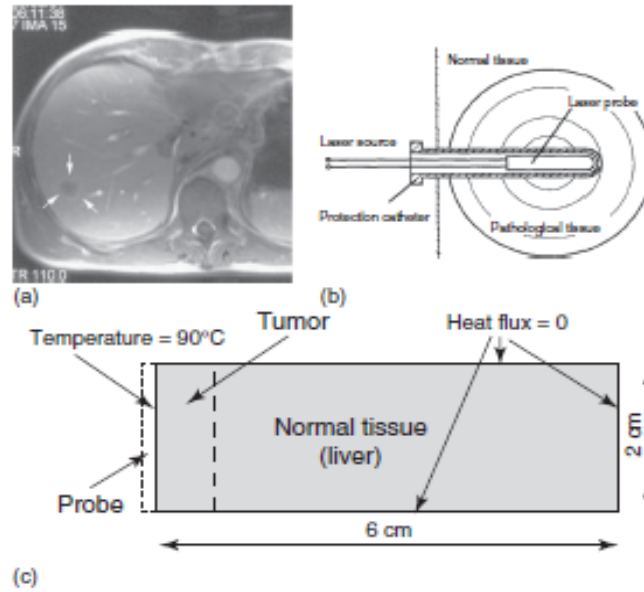 06:11:38
7 IMA 15
R
TR 110.0
(a)
Normal tissue
Laser probe
Laser source
Protection catheter
Pathological tissue
(b)
Temperature = 90°C
Tumor
Heat flux = 0
Normal tissue
(liver)
2 cm
Probe
6 cm
(c)